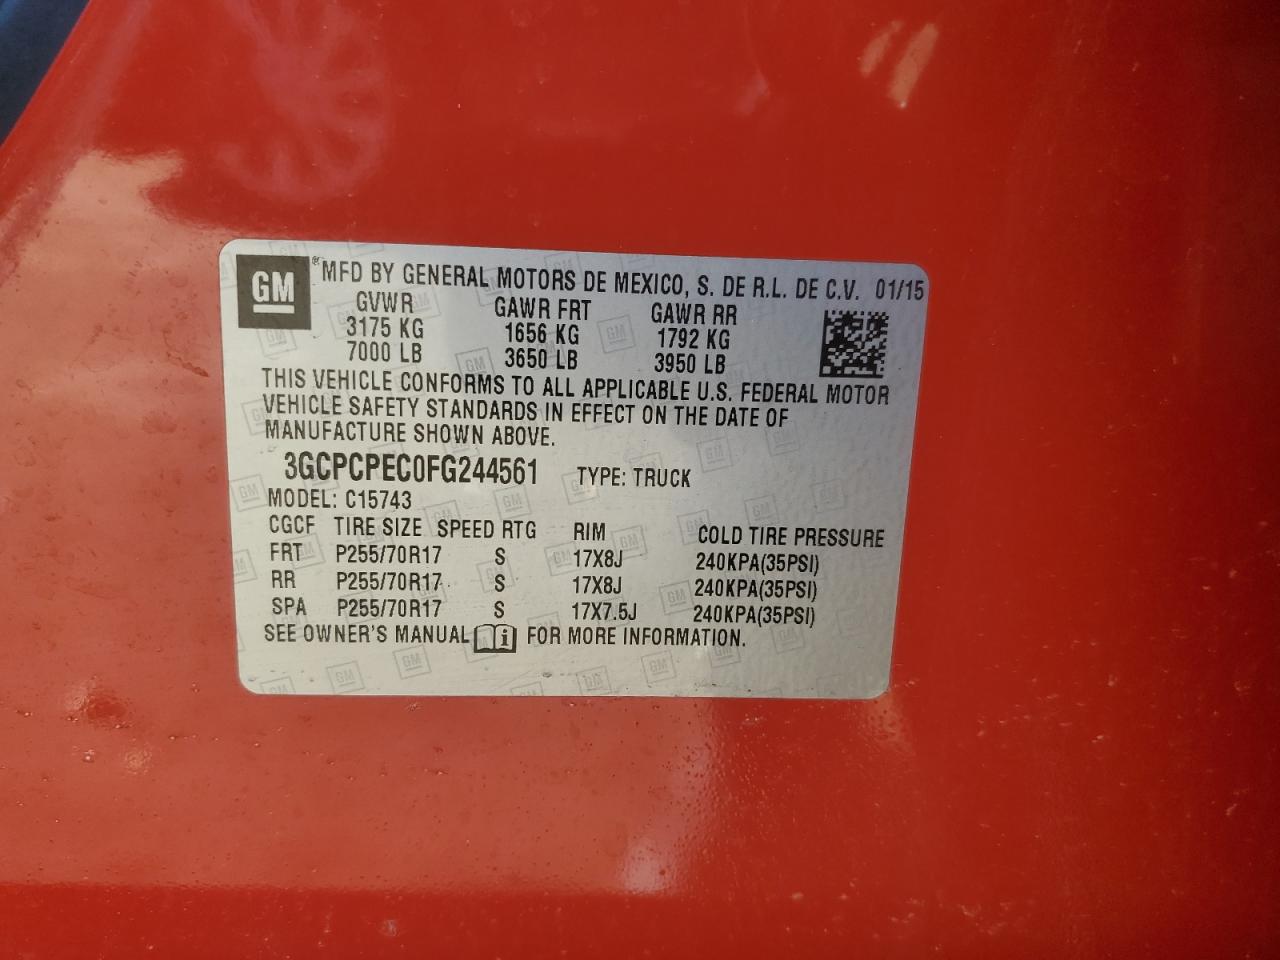 GM ® MFD BY GENERAL MOTORS DE MEXICO, S. DE R.L. DE C.V. 01/15
GVWR GAWR FRT GAWR RR
3175 KG 1656 KG 1792 KG
7000 LB 3650 LB 3950 LB
THIS VEHICLE CONFORMS TO ALL APPLICABLE U.S. FEDERAL MOTOR
VEHICLE SAFETY STANDARDS IN EFFECT ON THE DATE OF
MANUFACTURE SHOWN ABOVE.
3GCPCPEC0FG244561 TYPE: TRUCK
MODEL: C15743
CGCF TIRE SIZE SPEED RTG RIM COLD TIRE PRESSURE
FRT P255/70R17 S 17X8J 240KPA(35PSI)
RR P255/70R17 S 17X8J 240KPA(35PSI)
SPA P255/70R17 S 17X7.5J 240KPA(35PSI)
SEE OWNER'S MANUAL i FOR MORE INFORMATION.